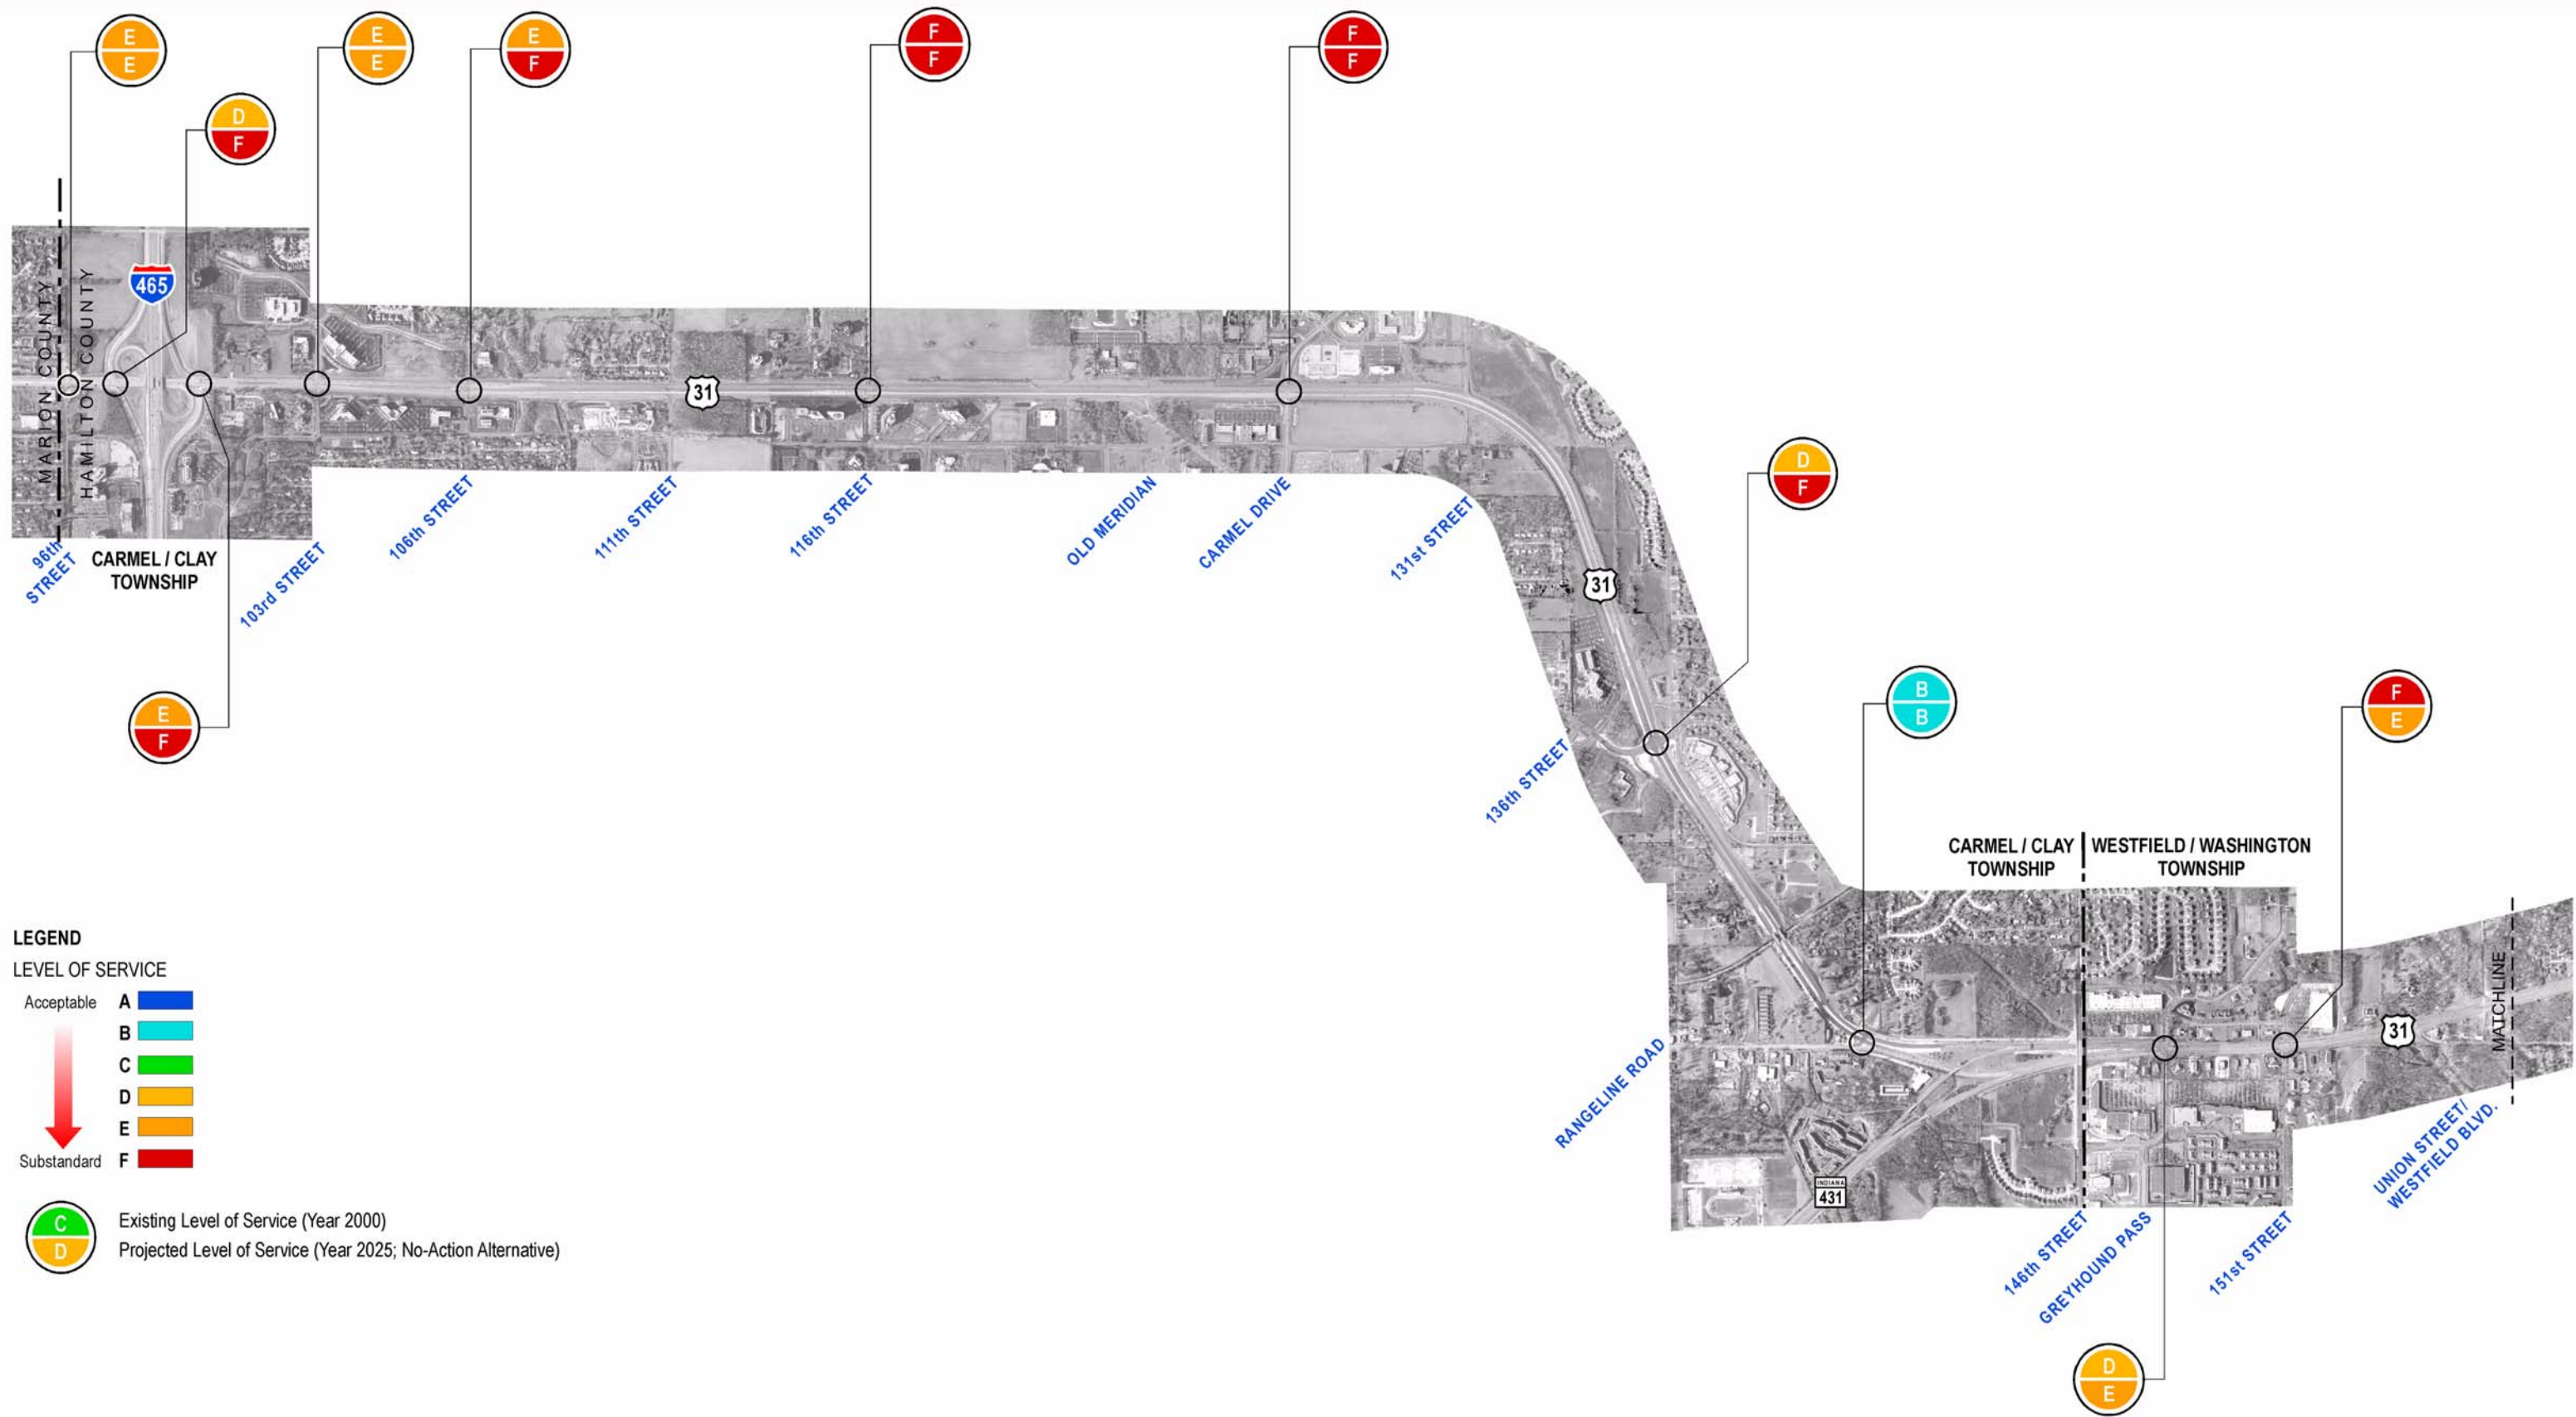 E
E
E
E
E
F
F
F
F
F
D
F
465
MARION COUNTY
HAMILTON COUNTY
31
96th
STREET
CARMEL / CLAY
TOWNSHIP
103rd STREET
106th STREET
111th STREET
116th STREET
OLD MERIDIAN
CARMEL DRIVE
131st STREET
D
F
31
E
F
136th STREET
B
B
F
E
CARMEL / CLAY
TOWNSHIP
WESTFIELD / WASHINGTON
TOWNSHIP
MATCHLINE
31
RANGELINE ROAD
INDIANA
431
146th STREET
GREYHOUND PASS
151st STREET
UNION STREET/
WESTFIELD BLVD.
D
E
LEGEND
LEVEL OF SERVICE
Acceptable A
B
C
D
E
Substandard F
C
Existing Level of Service (Year 2000)
D
Projected Level of Service (Year 2025; No-Action Alternative)